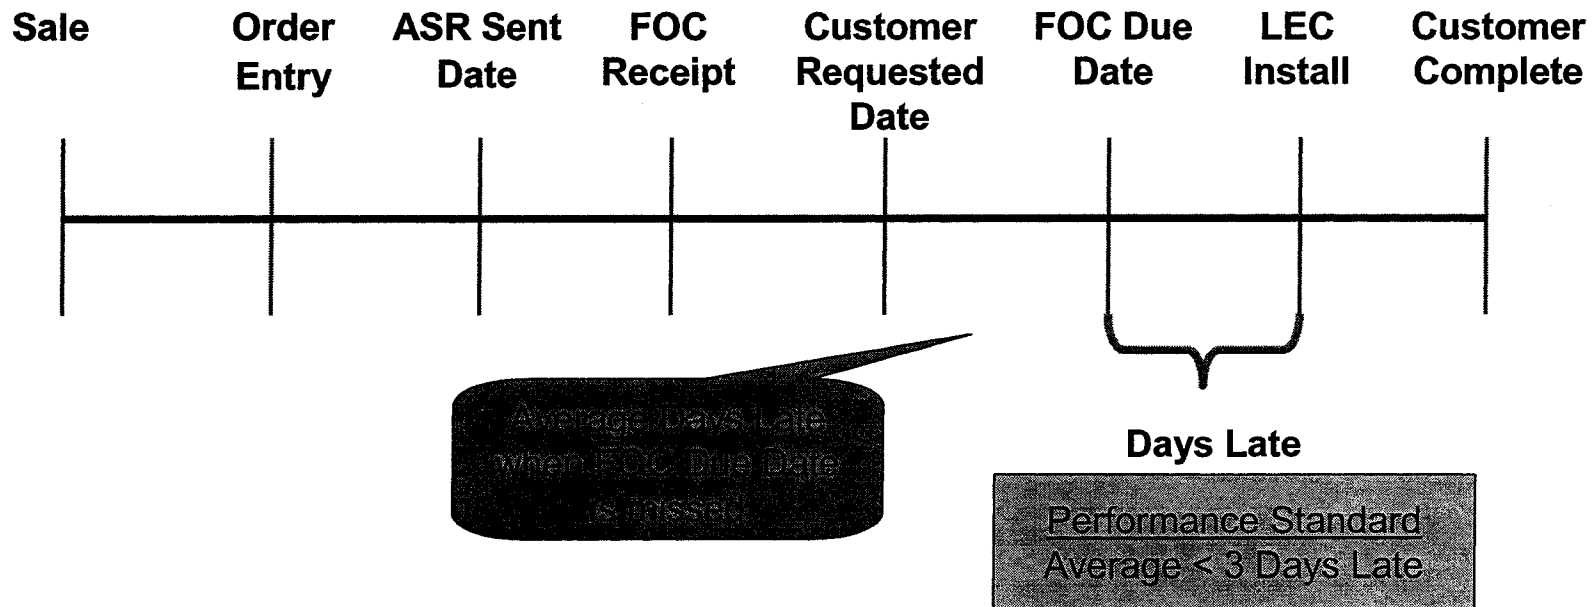 Sale
Order
Entry
ASR Sent
Date
FOC
Receipt
Customer
Requested
Date
FOC Due
Date
LEC
Install
Customer
Complete
Average Days Late
when FOC Due Date
is missed
Days Late
Performance Standard
Average < 3 Days Late